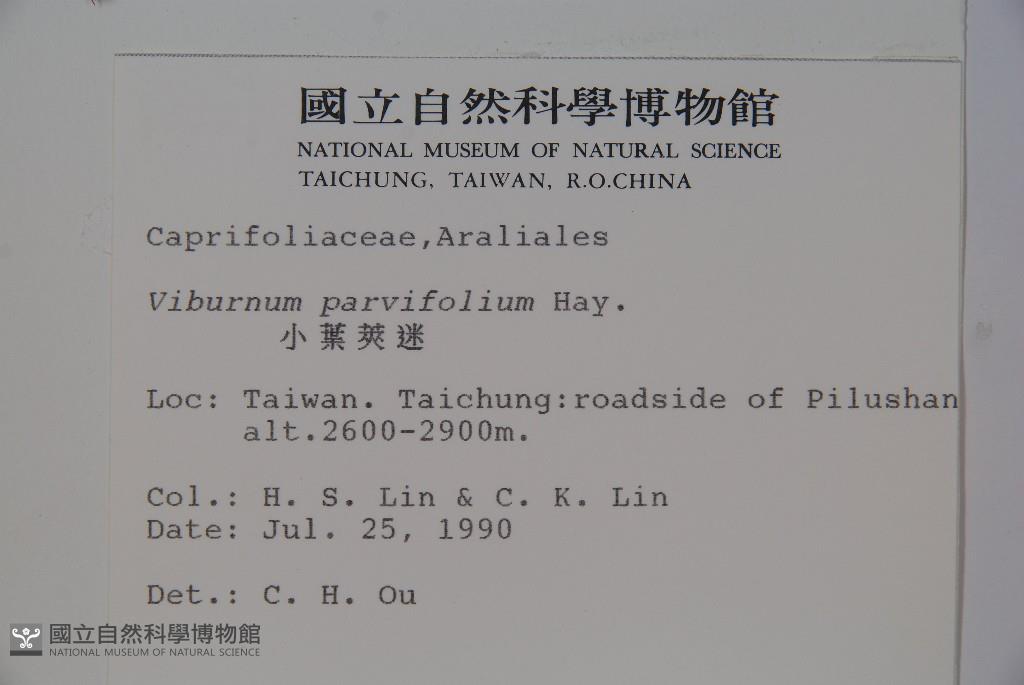 國立自然科學博物館
NATIONAL MUSEUM OF NATURAL SCIENCE
TAICHUNG, TAIWAN, R.O.CHINA
Caprifoliaceae,Araliales
Viburnum parvifolium Hay.
小葉莢迷
Loc: Taiwan. Taichung:roadside of Pilushan
alt.2600-2900m.
Col.: H. S. Lin & C. K. Lin
Date: Jul. 25, 1990
Det.: C. H. Ou
國立自然科學博物館
NATIONAL MUSEUM OF NATURAL SCIENCE